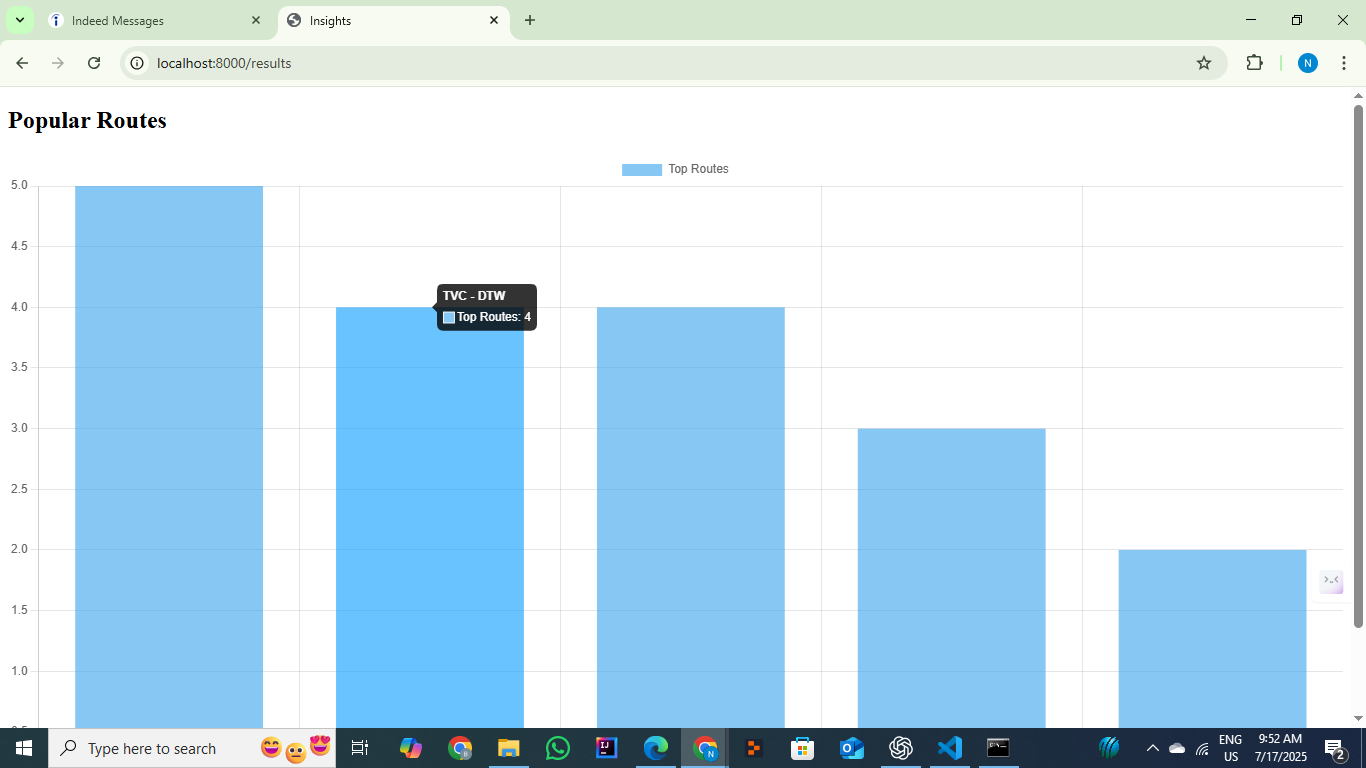 Indeed Messages
Insights
localhost:8000/results
N
Popular Routes
Top Routes
5.0
4.5
4.0
3.5
3.0
2.5
2.0
1.5
1.0
TVC - DTW
Top Routes: 4
Type here to search
ENG
US
9:52 AM
7/17/2025
2